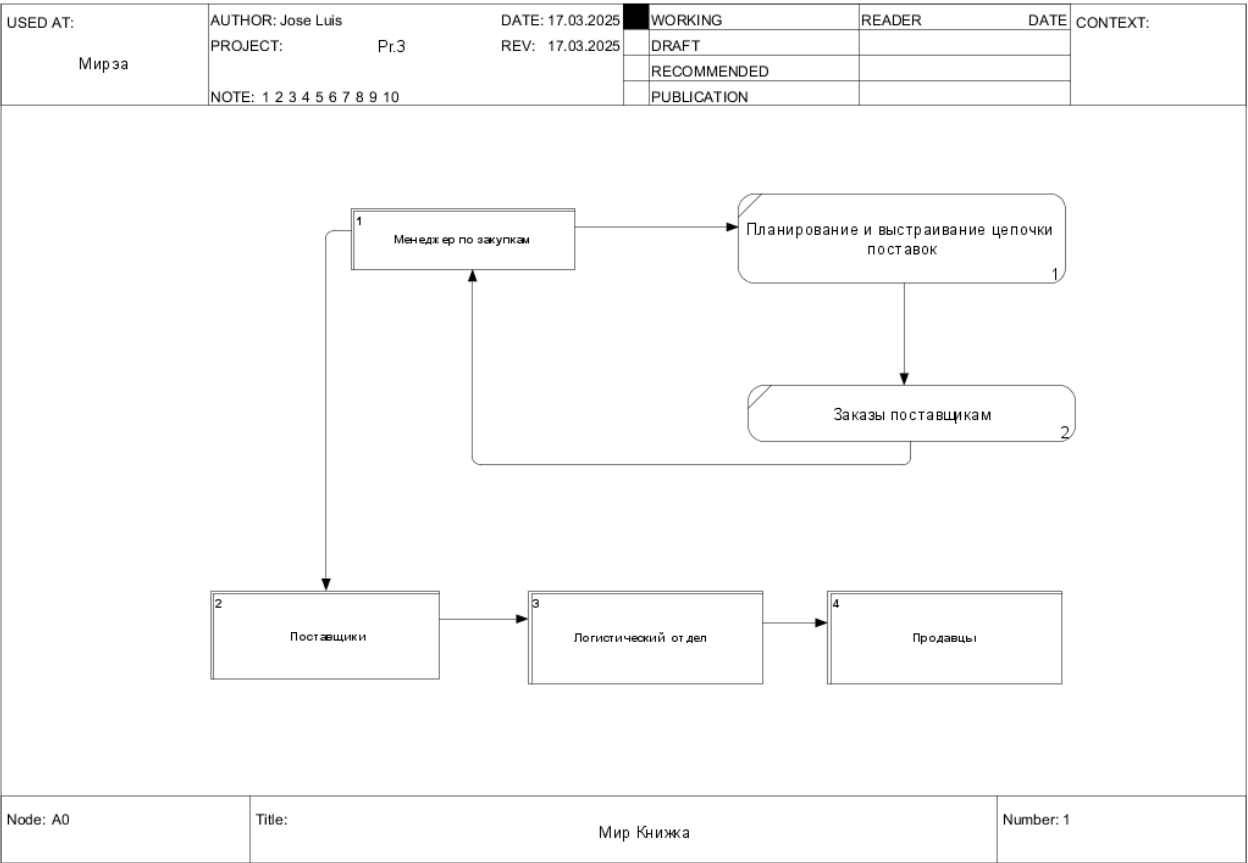 USED AT:
Мирэа
AUTHOR: Jose Luis
DATE: 17.03.2025
PROJECT: Pr.3
REV: 17.03.2025
NOTE: 1 2 3 4 5 6 7 8 9 10
WORKING
DRAFT
RECOMMENDED
PUBLICATION
READER DATE
CONTEXT:
1
Менеджер по закупкам
Планирование и выстраивание цепочки
поставок
1
Заказы поставщикам
2
2
Поставщики
3
Логистический отдел
4
Продавцы
Node: A0
Title:
Мир Книжка
Number: 1